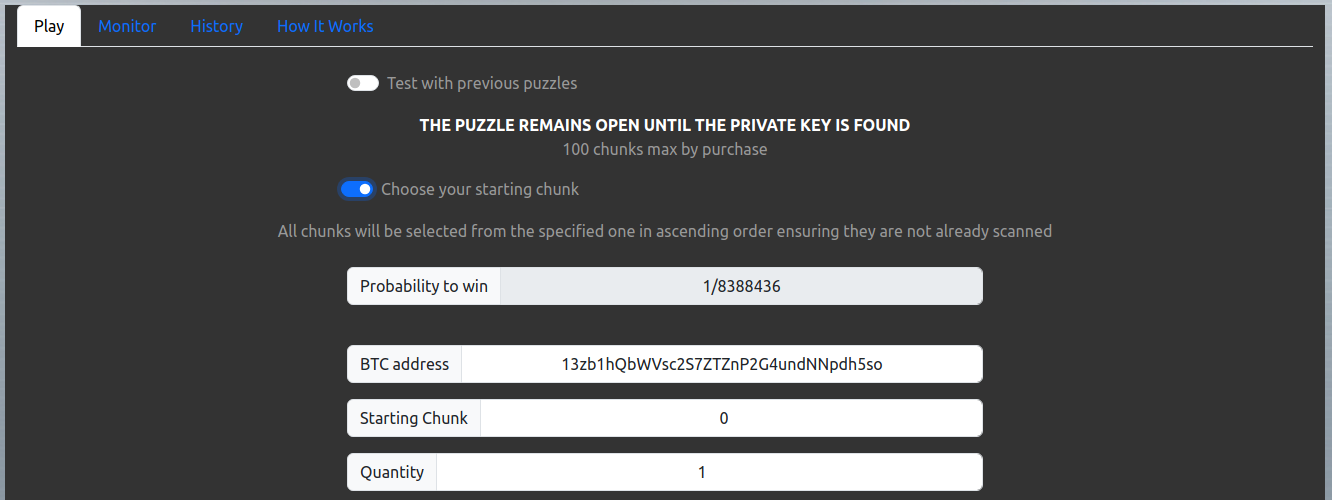 Play Monitor History How It Works
Test with previous puzzles
THE PUZZLE REMAINS OPEN UNTIL THE PRIVATE KEY IS FOUND
100 chunks max by purchase
Choose your starting chunk
All chunks will be selected from the specified one in ascending order ensuring they are not already scanned
Probability to win 1/8388436
BTC address 13zb1hQbWVsc2S7ZTZnP2G4undNNpdh5so
Starting Chunk 0
Quantity 1